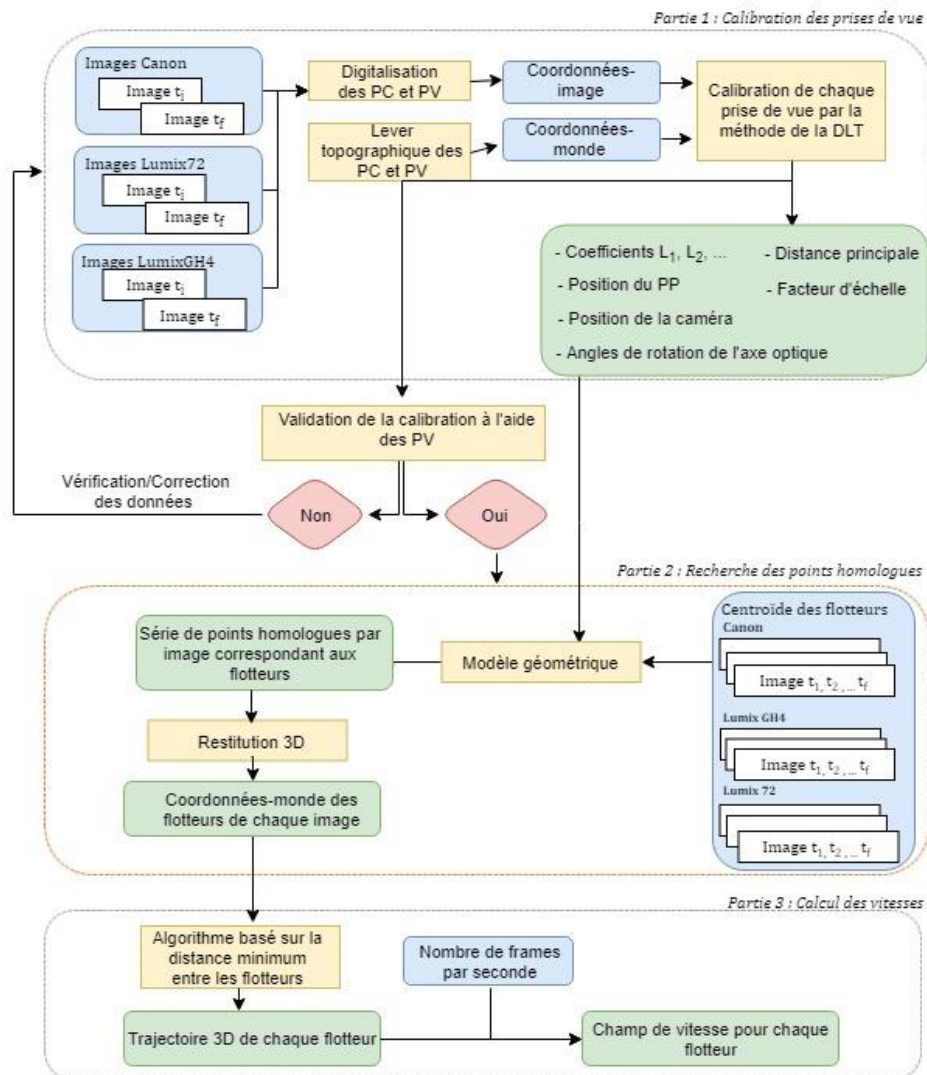 Partie 1 : Calibration des prises de vue
Images Canon
Image tᵢ
Image t_f
Images Lumix72
Image tᵢ
Image t_f
Images LumixGH4
Image tᵢ
Image t_f
Digitalisation
des PC et PV
Coordonnées-
image
Lever
topographique des
PC et PV
Coordonnées-
monde
Calibration de chaque
prise de vue par la
méthode de la DLT
- Coefficients L₁, L₂, ...
- Position du PP
- Position de la caméra
- Angles de rotation de l'axe optique
- Distance principale
- Facteur d'échelle
Validation de la calibration à l'aide
des PV
Vérification/Correction
des données
Non
Oui
Partie 2 : Recherche des points homologues
Centroïde des flotteurs
Canon
Image t₁, t₂ , ... t_f
Lumix GH4
Image t₁, t₂ , ... t_f
Lumix 72
Image t₁, t₂ , ... t_f
Modèle géométrique
Série de points homologues par
image correspondant aux
flotteurs
Restitution 3D
Coordonnées-monde des
flotteurs de chaque image
Partie 3 : Calcul des vitesses
Algorithme basé sur la
distance minimum
entre les flotteurs
Nombre de frames
par seconde
Trajectoire 3D de chaque flotteur
Champ de vitesse pour chaque
flotteur